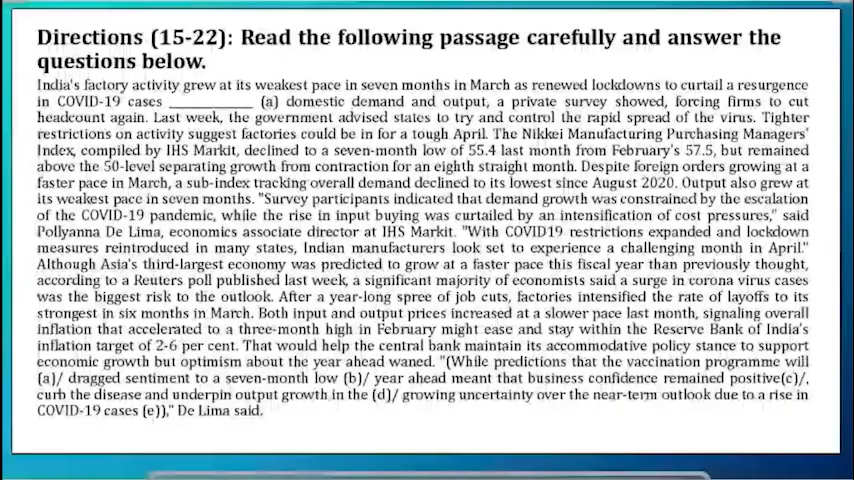 Directions (15-22): Read the following passage carefully and answer the
questions below.
India's factory activity grew at its weakest pace in seven months in March as renewed lockdowns to curtail a resurgence
in COVID-19 cases ____________ (a) domestic demand and output, a private survey showed, forcing firms to cut
headcount again. Last week, the government advised states to try and control the rapid spread of the virus. Tighter
restrictions on activity suggest factories could be in for a tough April. The Nikkei Manufacturing Purchasing Managers'
Index, compiled by IHS Markit, declined to a seven-month low of 55.4 last month from February's 57.5, but remained
above the 50-level separating growth from contraction for an eighth straight month. Despite foreign orders growing at a
faster pace in March, a sub-index tracking overall demand declined to its lowest since August 2020. Output also grew at
its weakest pace in seven months. "Survey participants indicated that demand growth was constrained by the escalation
of the COVID-19 pandemic, while the rise in input buying was curtailed by an intensification of cost pressures," said
Pollyanna De Lima, economics associate director at IHS Markit. "With COVID19 restrictions expanded and lockdown
measures reintroduced in many states, Indian manufacturers look set to experience a challenging month in April."
Although Asia's third-largest economy was predicted to grow at a faster pace this fiscal year than previously thought,
according to a Reuters poll published last week, a significant majority of economists said a surge in corona virus cases
was the biggest risk to the outlook. After a year-long spree of job cuts, factories intensified the rate of layoffs to its
strongest in six months in March. Both input and output prices increased at a slower pace last month, signaling overall
inflation that accelerated to a three-month high in February might ease and stay within the Reserve Bank of India's
inflation target of 2-6 per cent. That would help the central bank maintain its accommodative policy stance to support
economic growth but optimism about the year ahead waned. "(While predictions that the vaccination programme will
(a)/ dragged sentiment to a seven-month low (b)/ year ahead meant that business confidence remained positive(c)/,
curb the disease and underpin output growth in the (d)/ growing uncertainty over the near-term outlook due to a rise in
COVID-19 cases (e))," De Lima said.